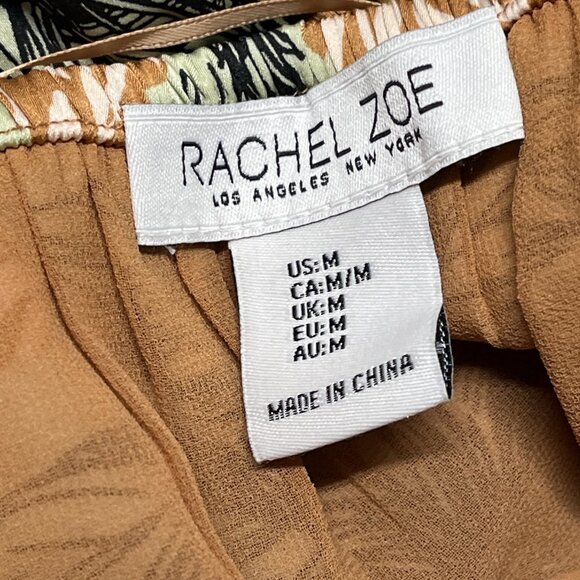 RACHEL ZOE
LOS ANGELES NEW YORK
US:M
CA:M/M
UK:M
EU:M
AU:M
MADE IN CHINA